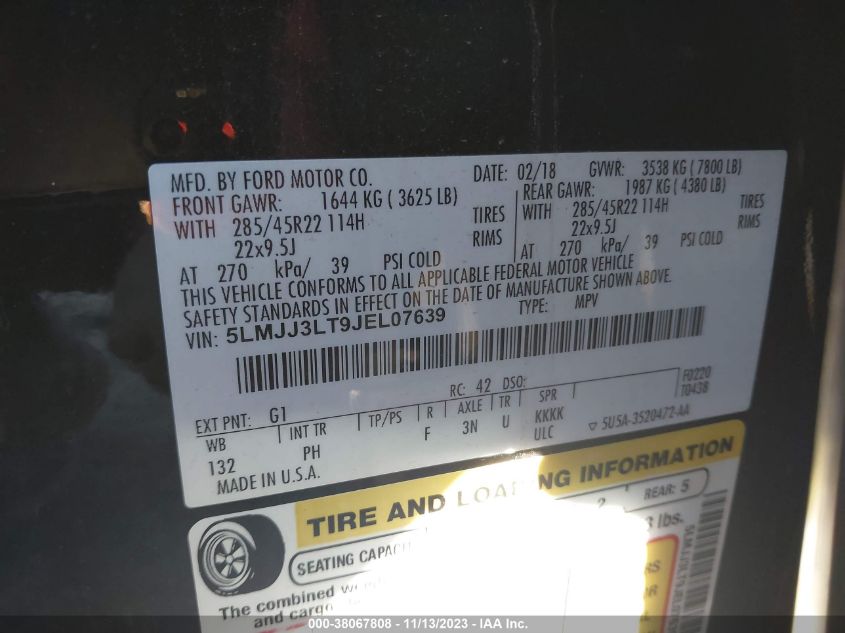 MFD. BY FORD MOTOR CO.
DATE: 02/18 GVWR: 3538 KG ( 7800 LB)
FRONT GAWR: 1644 KG ( 3625 LB)
REAR GAWR: 1987 KG ( 4380 LB)
WITH 285/45R22 114H TIRES
WITH 285/45R22 114H TIRES
22x9.5J RIMS
22x9.5J RIMS
AT 270 kPa/ 39 PSI COLD
AT 270 kPa/ 39 PSI COLD
THIS VEHICLE CONFORMS TO ALL APPLICABLE FEDERAL MOTOR VEHICLE
SAFETY STANDARDS IN EFFECT ON THE DATE OF MANUFACTURE SHOWN ABOVE.
VIN: 5LMJJ3LT9JEL07639 TYPE: MPV
F0220
T0438
EXT PNT: G1 RC: 42 DSO:
WB INT TR TP/PS R AXLE TR SPR
132 PH F 3N U KKKK
ULC
MADE IN U.S.A.
5U5A-3520472-AA
TIRE AND INFORMATION
SEATING
2 REAR: 5
lbs.
The combined
and
000-38067808 - 11/13/2023 - IAA Inc.